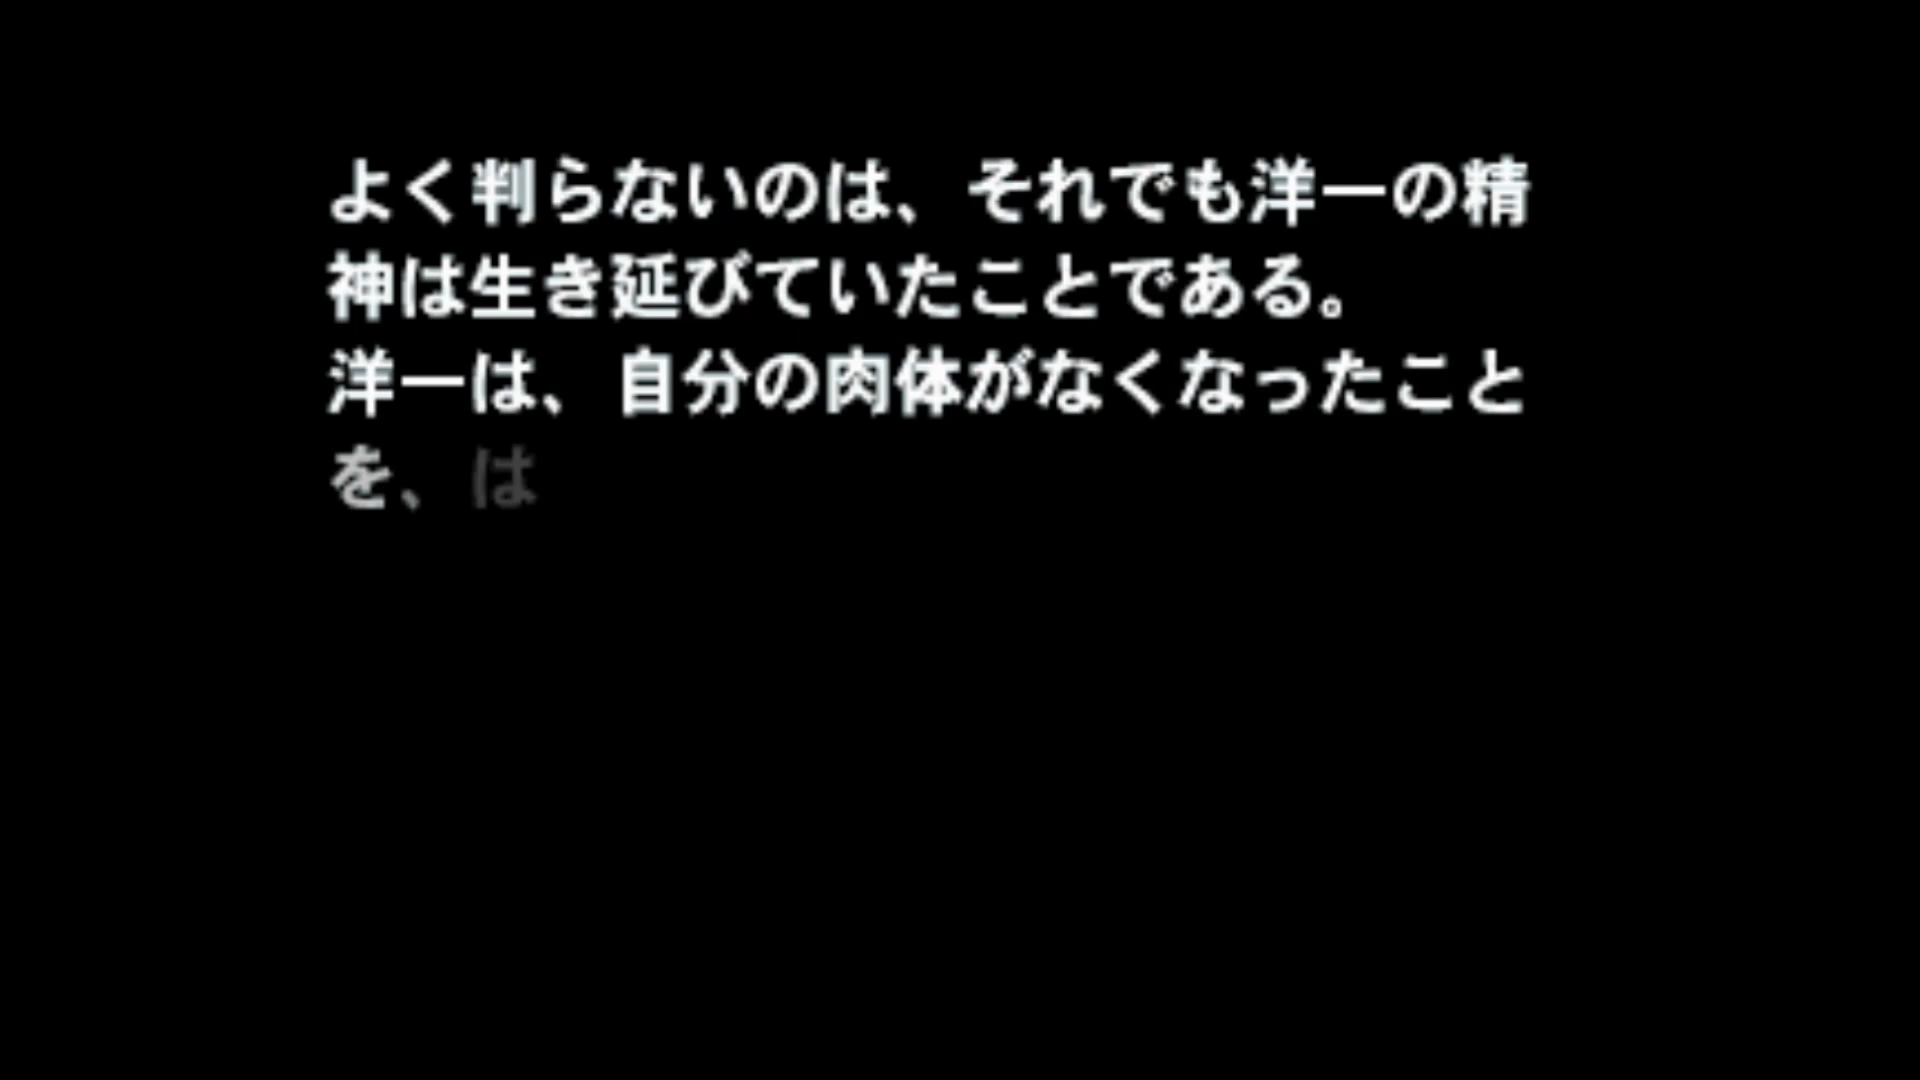 よく判らないのは、それでも洋一の精
神は生き延びていたことである。
洋一は、自分の肉体がなくなったこと
を、は